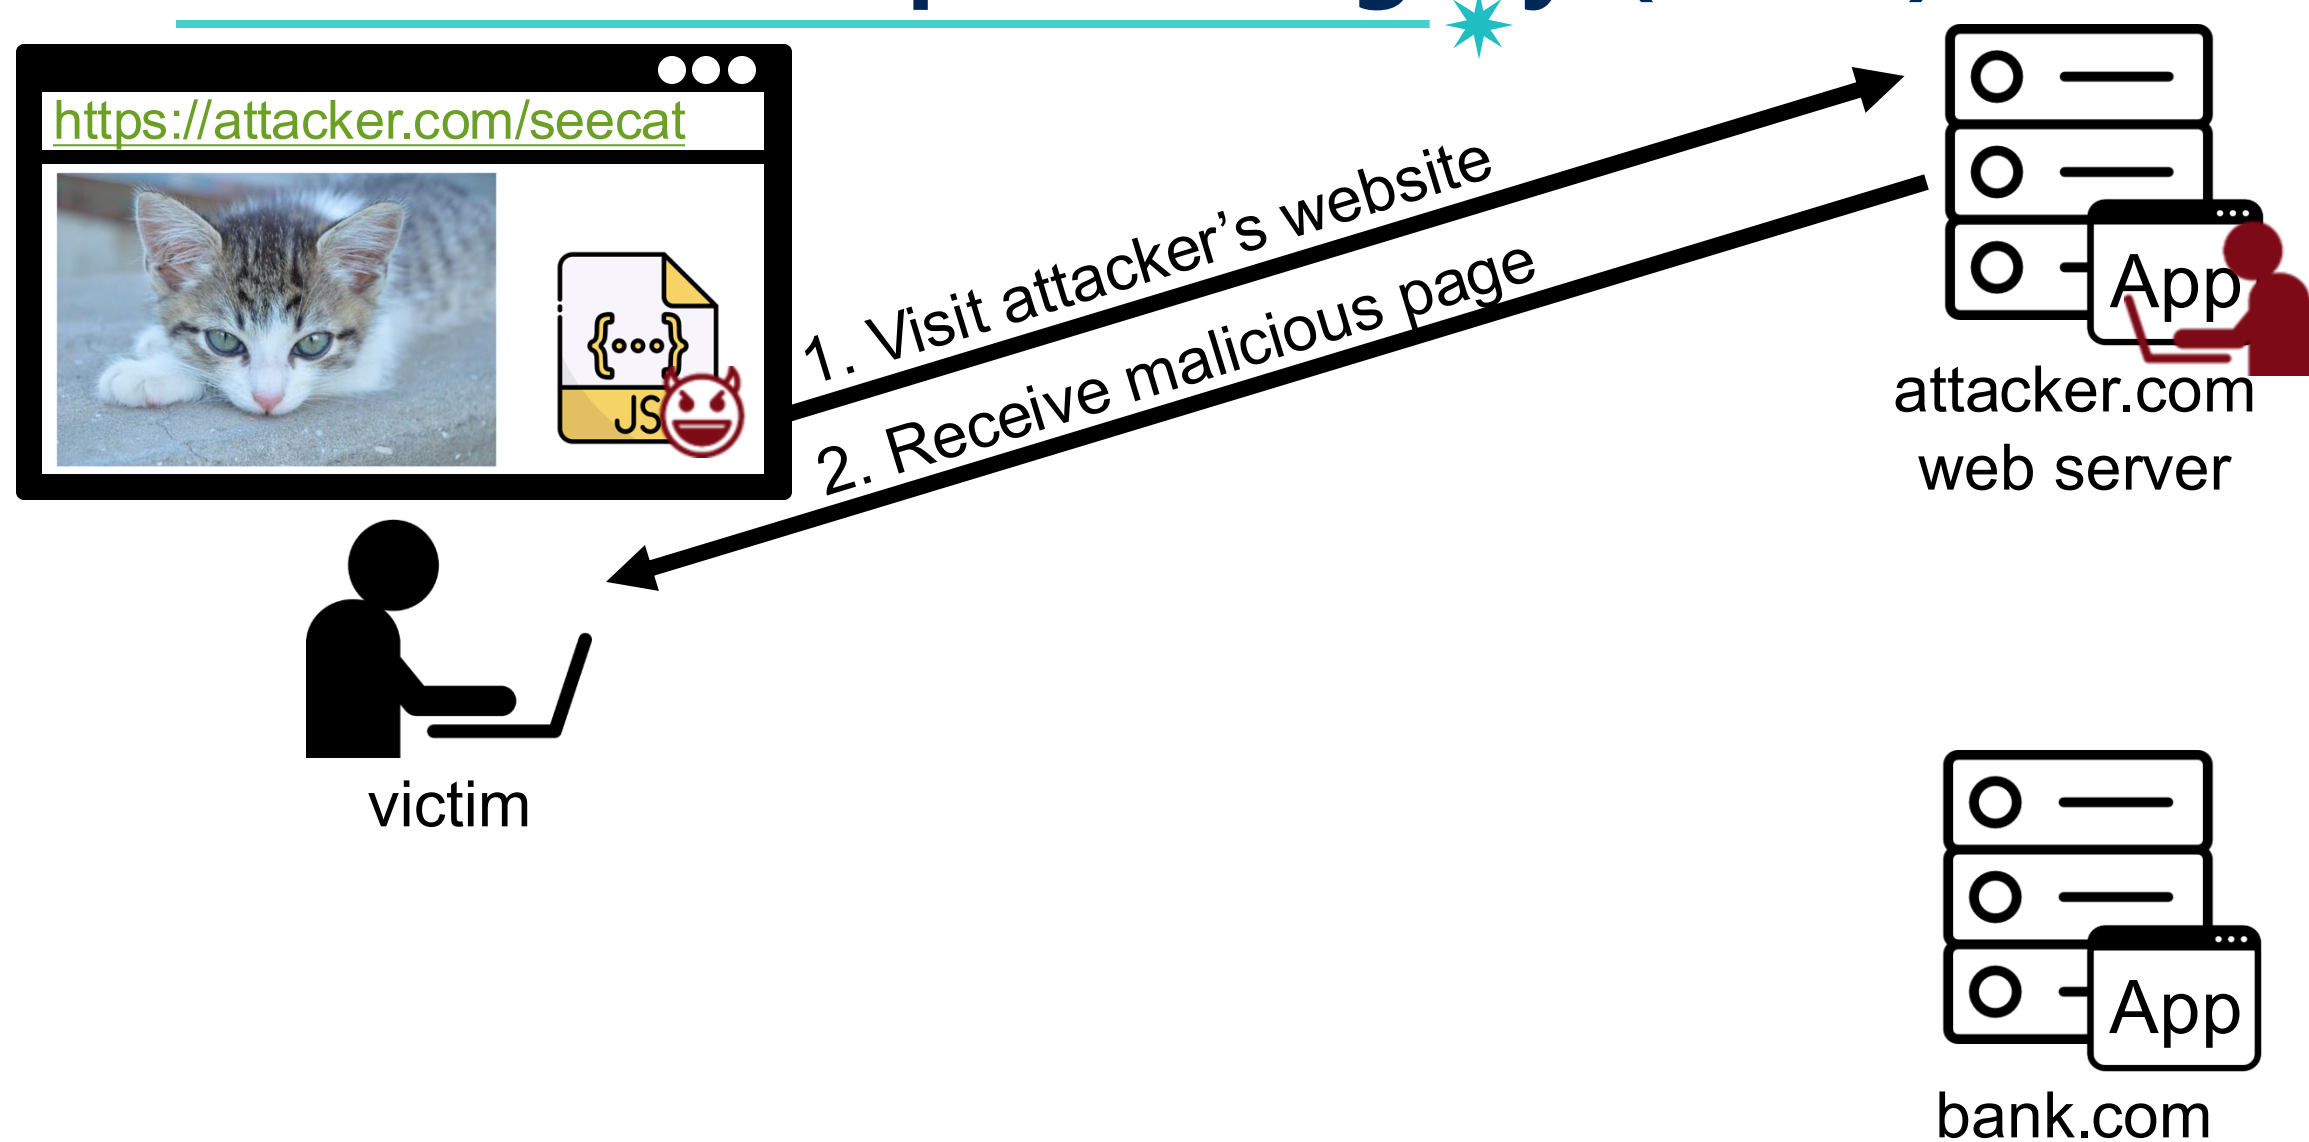 https://attacker.com/seecat
JS
1. Visit attacker’s website
2. Receive malicious page
App
attacker.com
web server
victim
App
bank.com